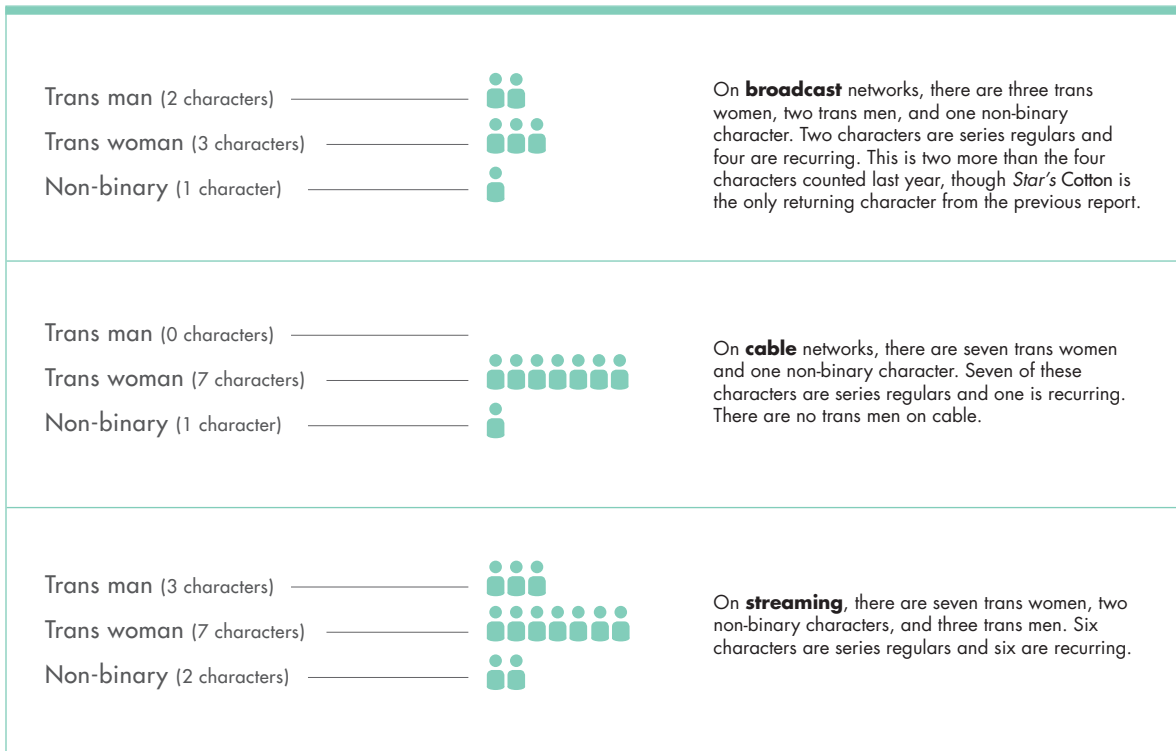 Trans man (2 characters)
Trans woman (3 characters)
Non-binary (1 character)
On broadcast networks, there are three trans
women, two trans men, and one non-binary
character. Two characters are series regulars and
four are recurring. This is two more than the four
characters counted last year, though Star's Cotton is
the only returning character from the previous report.
Trans man (0 characters)
Trans woman (7 characters)
Non-binary (1 character)
On cable networks, there are seven trans women
and one non-binary character. Seven of these
characters are series regulars and one is recurring.
There are no trans men on cable.
Trans man (3 characters)
Trans woman (7 characters)
Non-binary (2 characters)
On streaming, there are seven trans women, two
non-binary characters, and three trans men. Six
characters are series regulars and six are recurring.